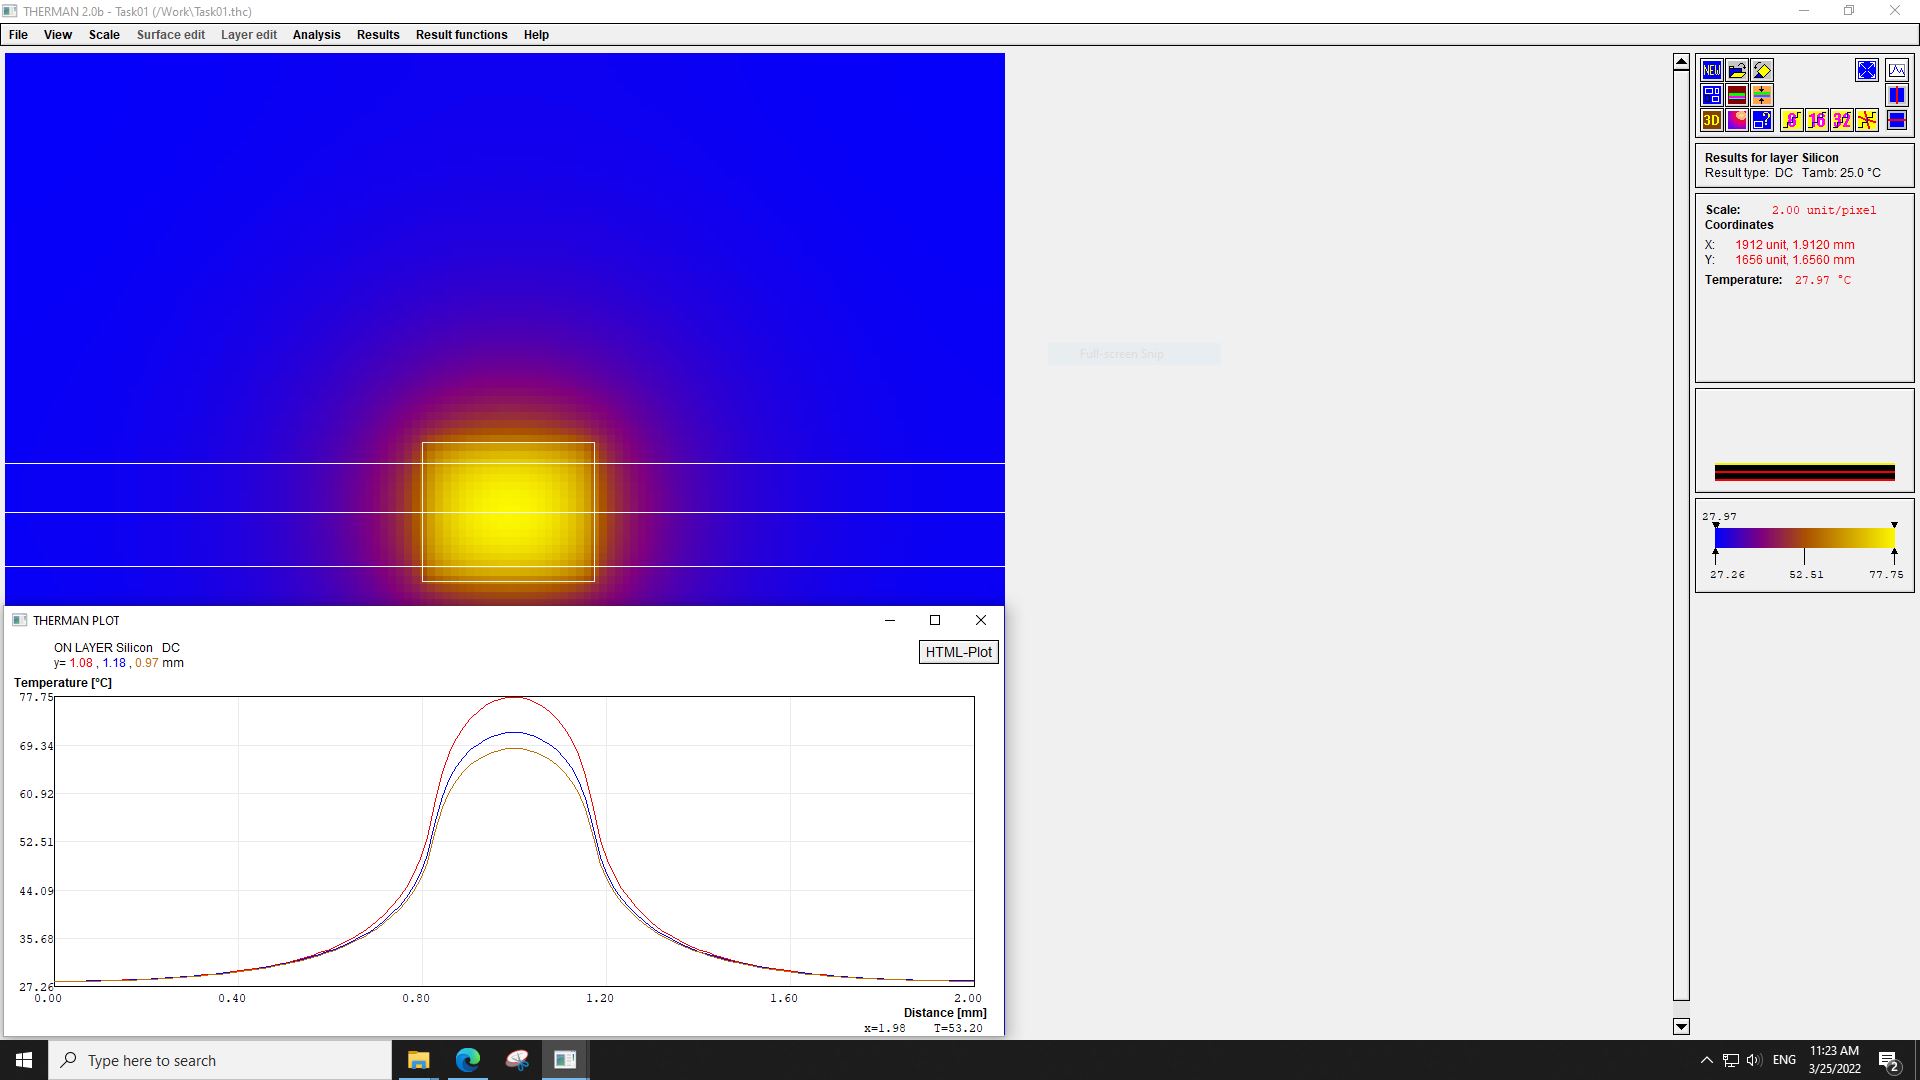 THERMAN 2.0b - Task01 (/Work\Task01.thc)
File View Scale Surface edit Layer edit Analysis Results Result functions Help
NEW
3D ? 8 16 32
Results for layer Silicon
Result type: DC Tamb: 25.0 °C
Scale: 2.00 unit/pixel
Coordinates
X: 1912 unit, 1.9120 mm
Y: 1656 unit, 1.6560 mm
Temperature: 27.97 °C
Full-screen Snip
27.97
27.26 52.51 77.75
THERMAN PLOT
ON LAYER Silicon DC
y= 1.08 , 1.18 , 0.97 mm
HTML-Plot
Temperature [°C]
77.75
69.34
60.92
52.51
44.09
35.68
27.26
0.00 0.40 0.80 1.20 1.60 2.00
Distance [mm]
x=1.98 T=53.20
Type here to search
ENG
11:23 AM
3/25/2022
2